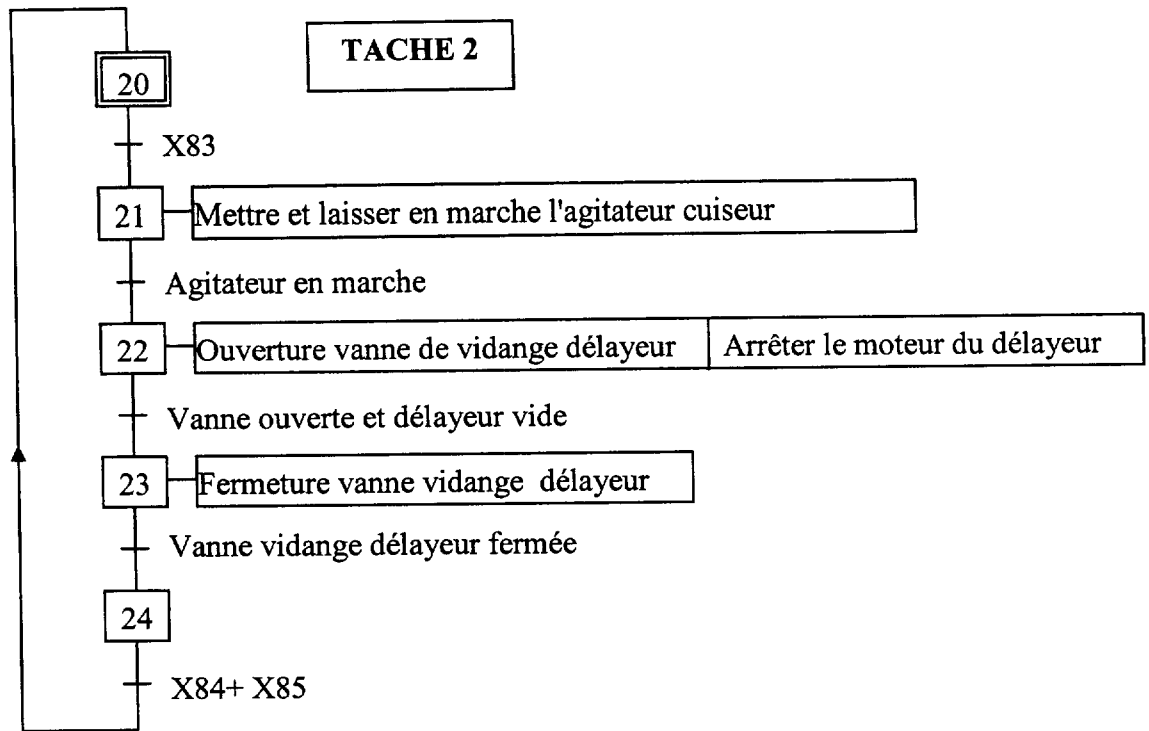 TACHE 2
20
X83
21 Mettre et laisser en marche l'agitateur cuiseur
Agitateur en marche
22 Ouverture vanne de vidange délayeur Arrêter le moteur du délayeur
Vanne ouverte et délayeur vide
23 Fermeture vanne vidange délayeur
Vanne vidange délayeur fermée
24
X84+ X85